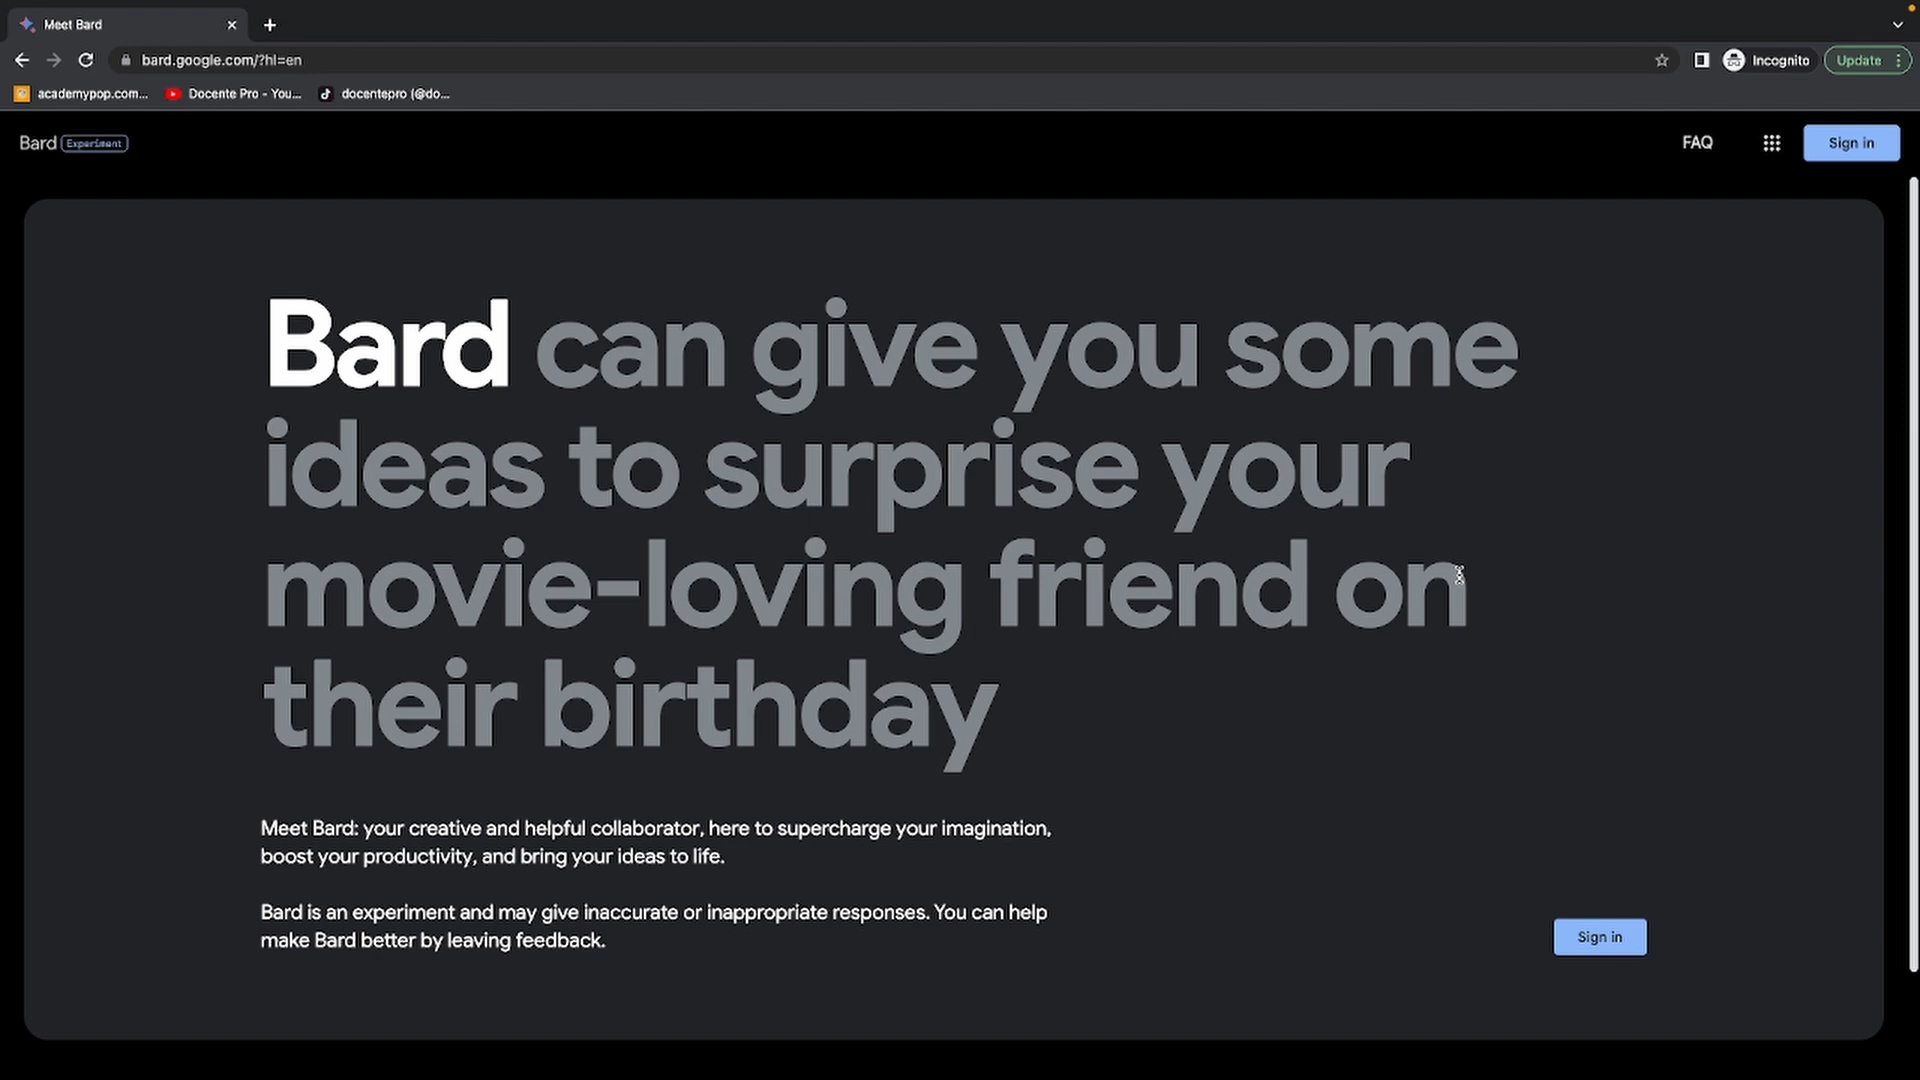 Meet Bard
bard.google.com/?hl=en
Incognito
Update
academypop.com...
Docente Pro - You...
docentepro (@do...
Bard Experiment
FAQ
Sign in
Bard can give you some
ideas to surprise your
movie-loving friend on
their birthday
Meet Bard: your creative and helpful collaborator, here to supercharge your imagination,
boost your productivity, and bring your ideas to life.
Bard is an experiment and may give inaccurate or inappropriate responses. You can help
make Bard better by leaving feedback.
Sign in